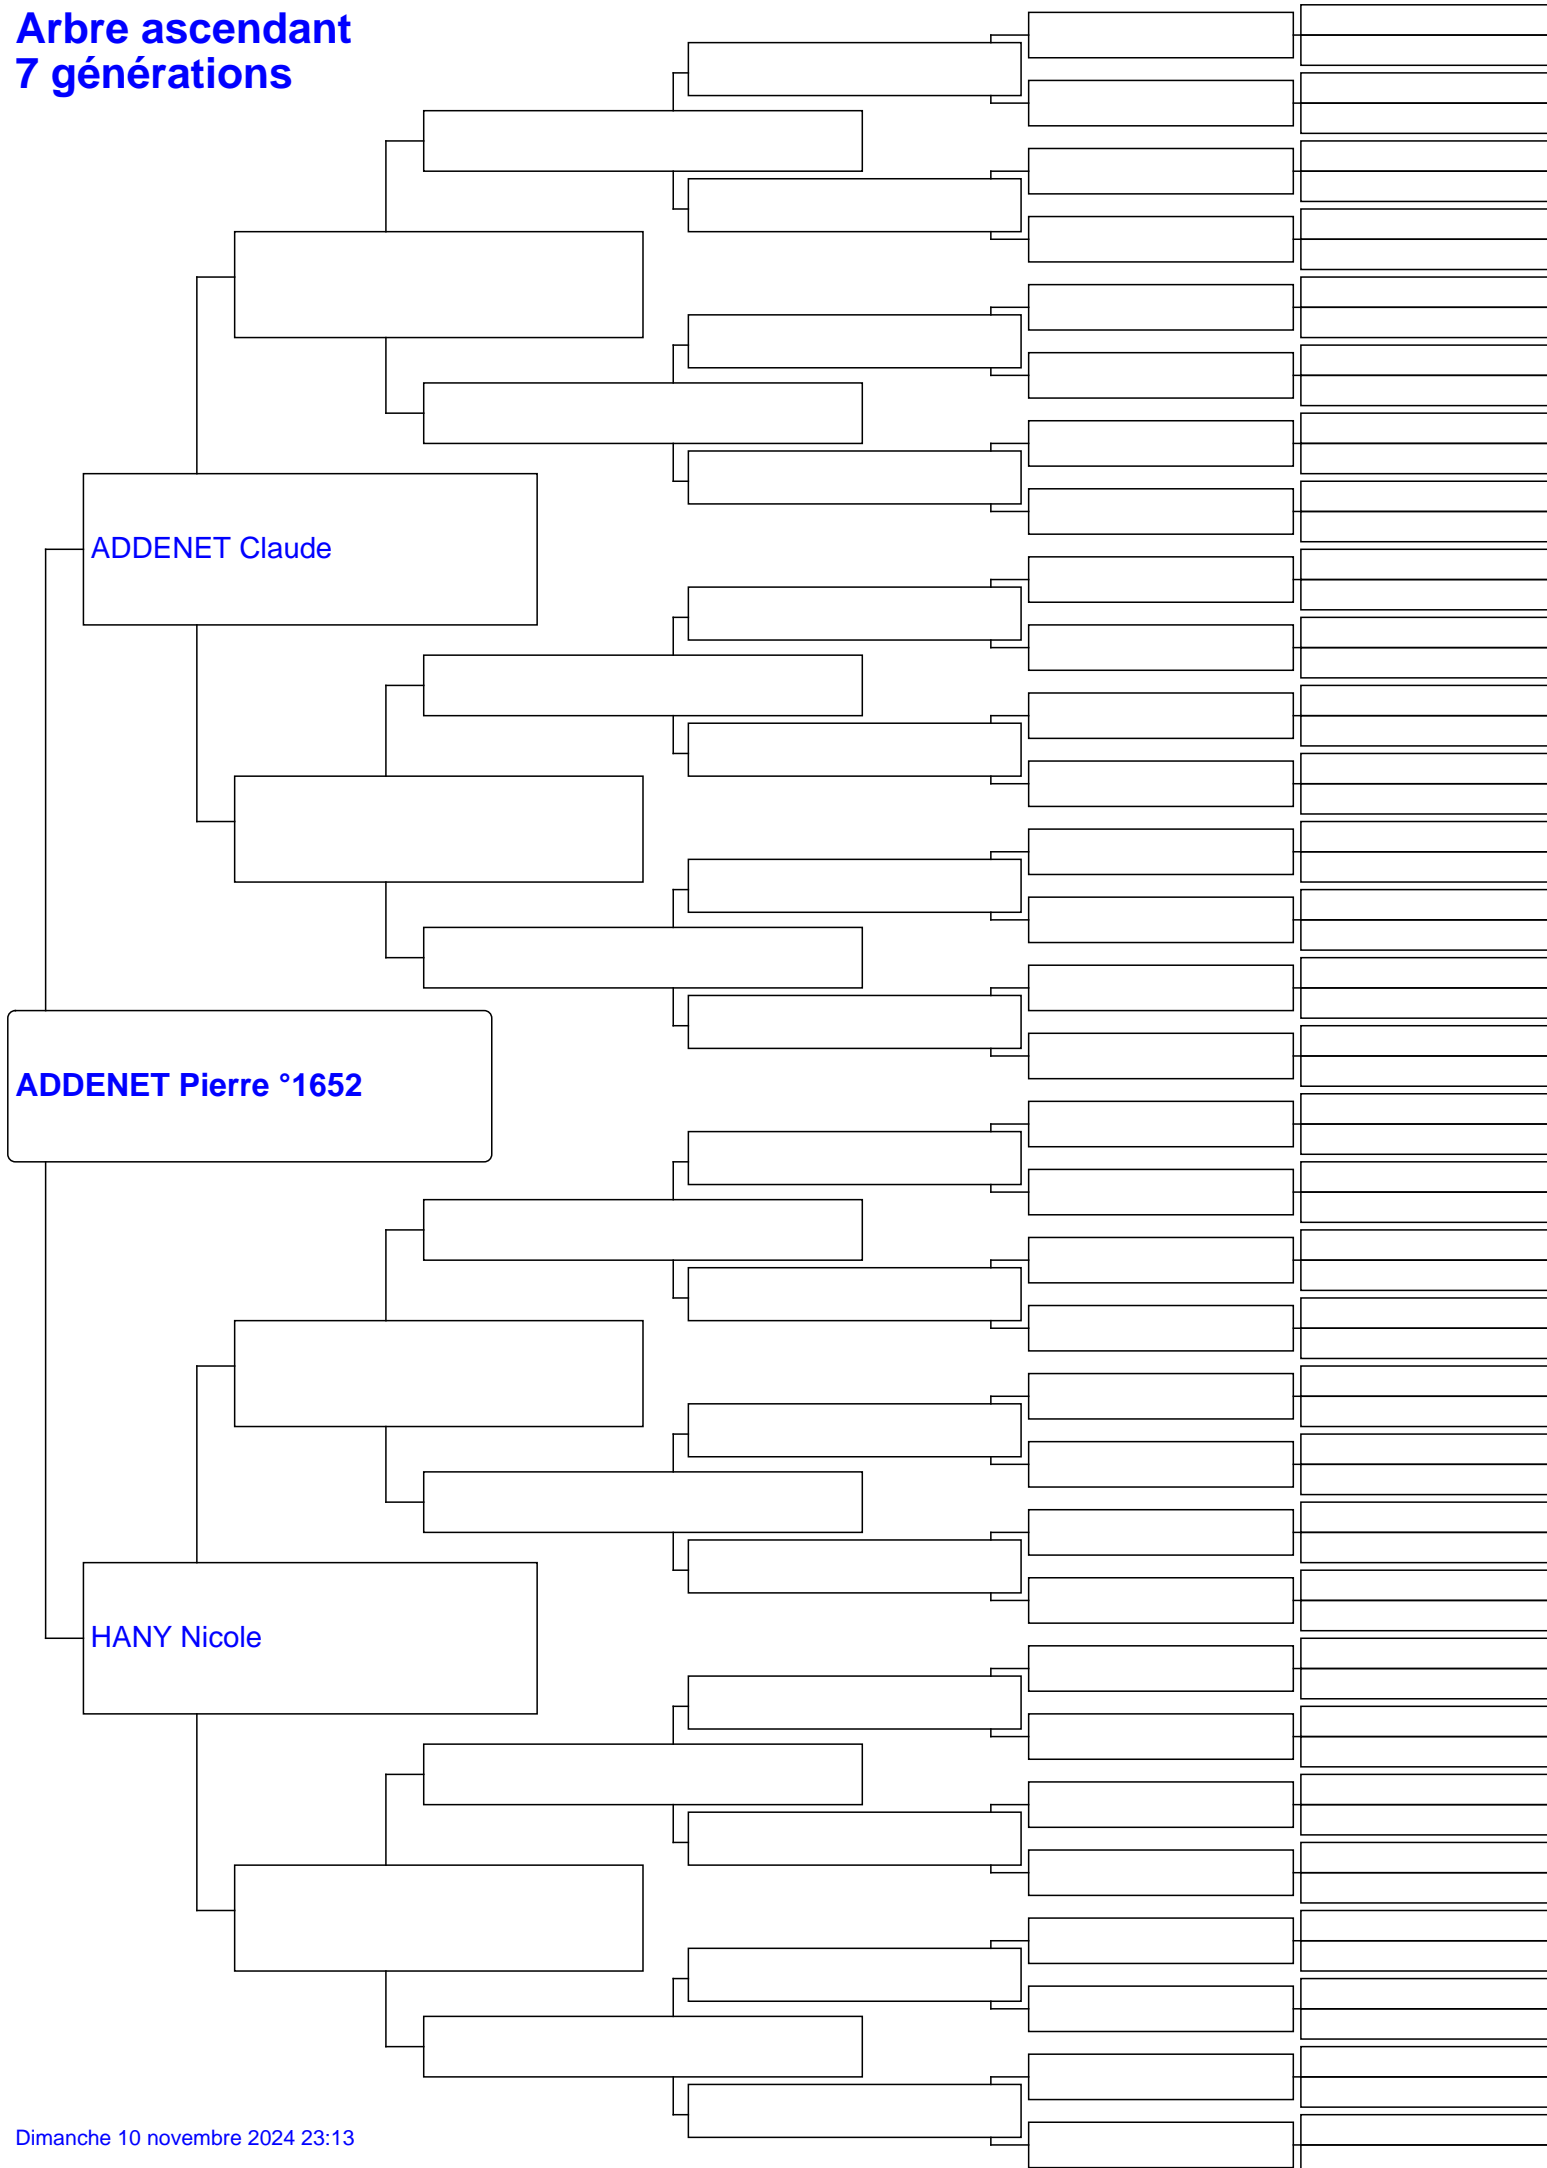 Arbre ascendant
7 générations
ADDENET Claude
ADDENET Pierre °1652
HANY Nicole
Dimanche 10 novembre 2024 23:13